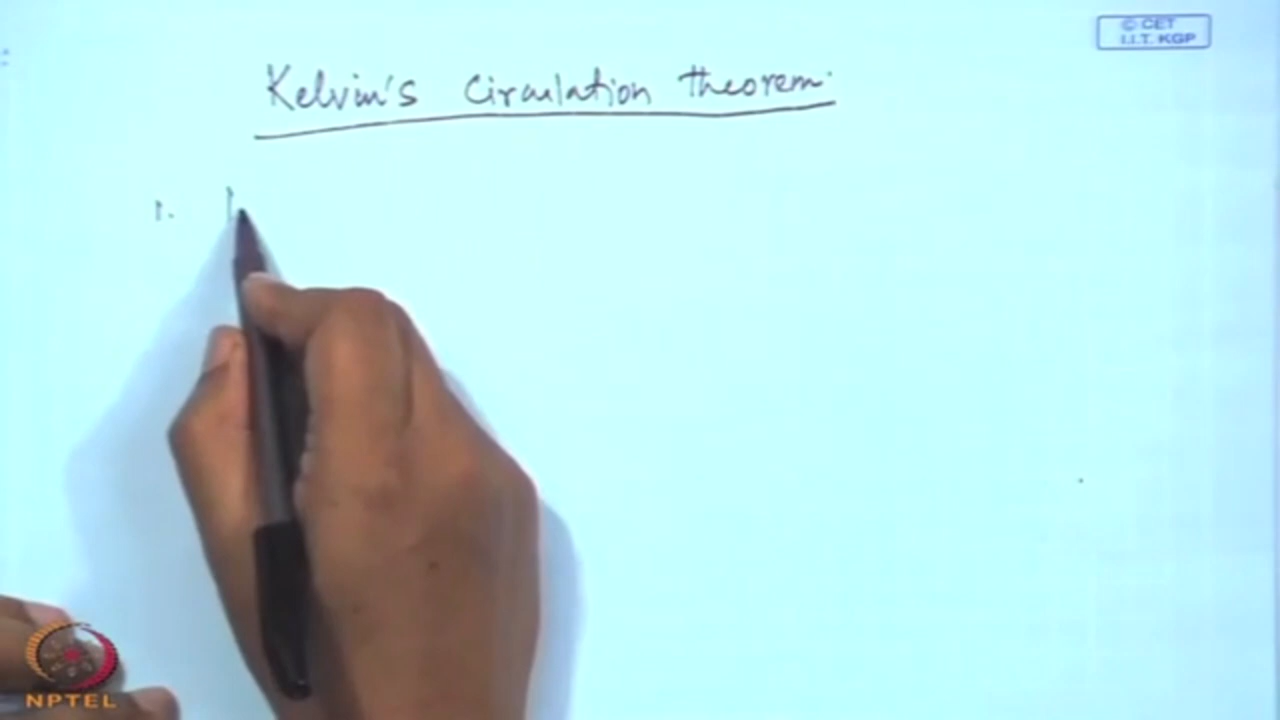 © CET
I.I.T. KGP
Kelvin's Circulation Theorem.
1.
NPTEL